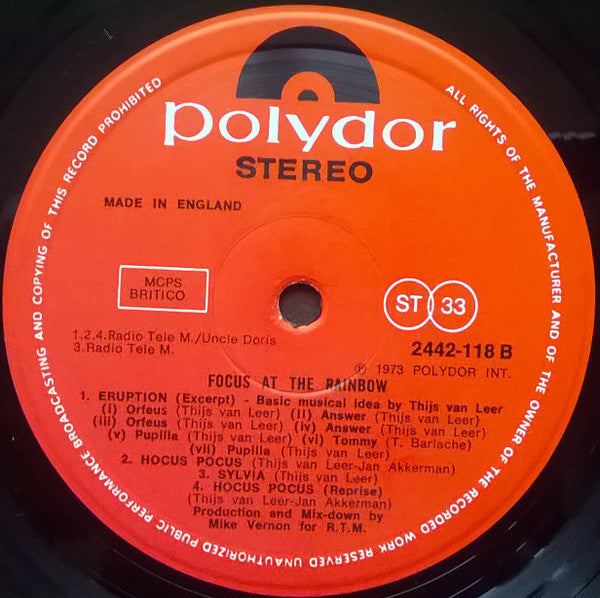 polydor
STEREO
MADE IN ENGLAND
MCPS
BRITICO
ST 33
1,2,4. Radio Tele M./Uncle Doris
3. Radio Tele M.
2442-118 B
℗ 1973 POLYDOR INT.
FOCUS AT THE RAINBOW
1. ERUPTION (Excerpt) - Basic musical idea by Thijs van Leer
(i) Orfeus (Thijs van Leer) (ii) Answer (Thijs van Leer)
(iii) Orfeus (Thijs van Leer) (iv) Answer (Thijs van Leer)
(v) Pupilla (Thijs van Leer) (vi) Tommy (T. Barlache)
(vii) Pupilla (Thijs van Leer)
2. HOCUS POCUS (Thijs van Leer-Jan Akkerman)
3. SYLVIA (Thijs van Leer)
4. HOCUS POCUS (Reprise)
(Thijs van Leer-Jan Akkerman)
Production and Mix-down by
Mike Vernon for R.T.M.
ALL RIGHTS OF THE MANUFACTURER AND OF THE OWNER OF THE RECORDED WORK RESERVED UNAUTHORIZED PUBLIC PERFORMANCE BROADCASTING AND COPYING OF THIS RECORD PROHIBITED